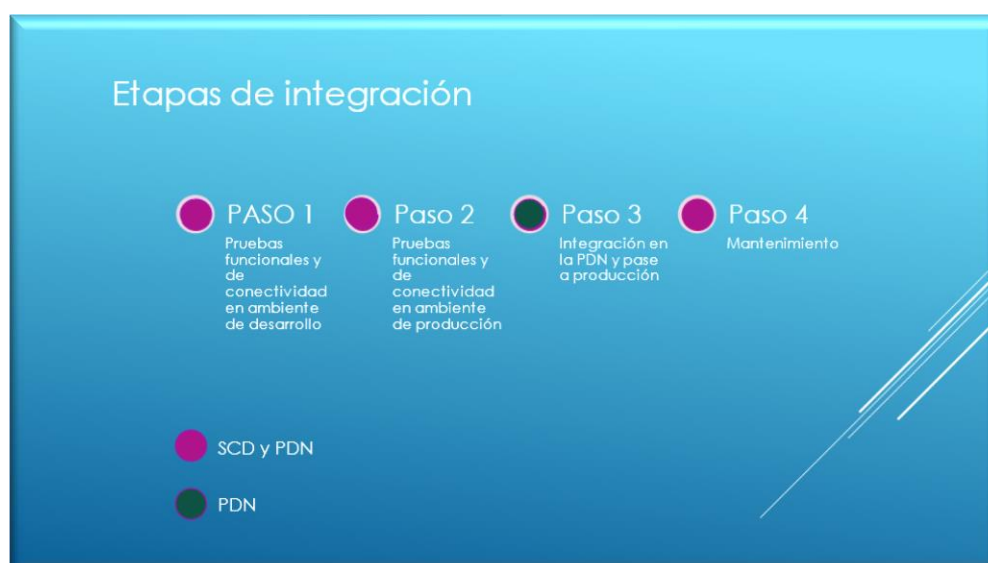 Etapas de integración
PASO 1
Pruebas
funcionales y
de
conectividad
en ambiente
de desarrollo
Paso 2
Pruebas
funcionales y
de
conectividad
en ambiente
de producción
Paso 3
Integración en
la PDN y pase
a producción
Paso 4
Mantenimiento
SCD y PDN
PDN